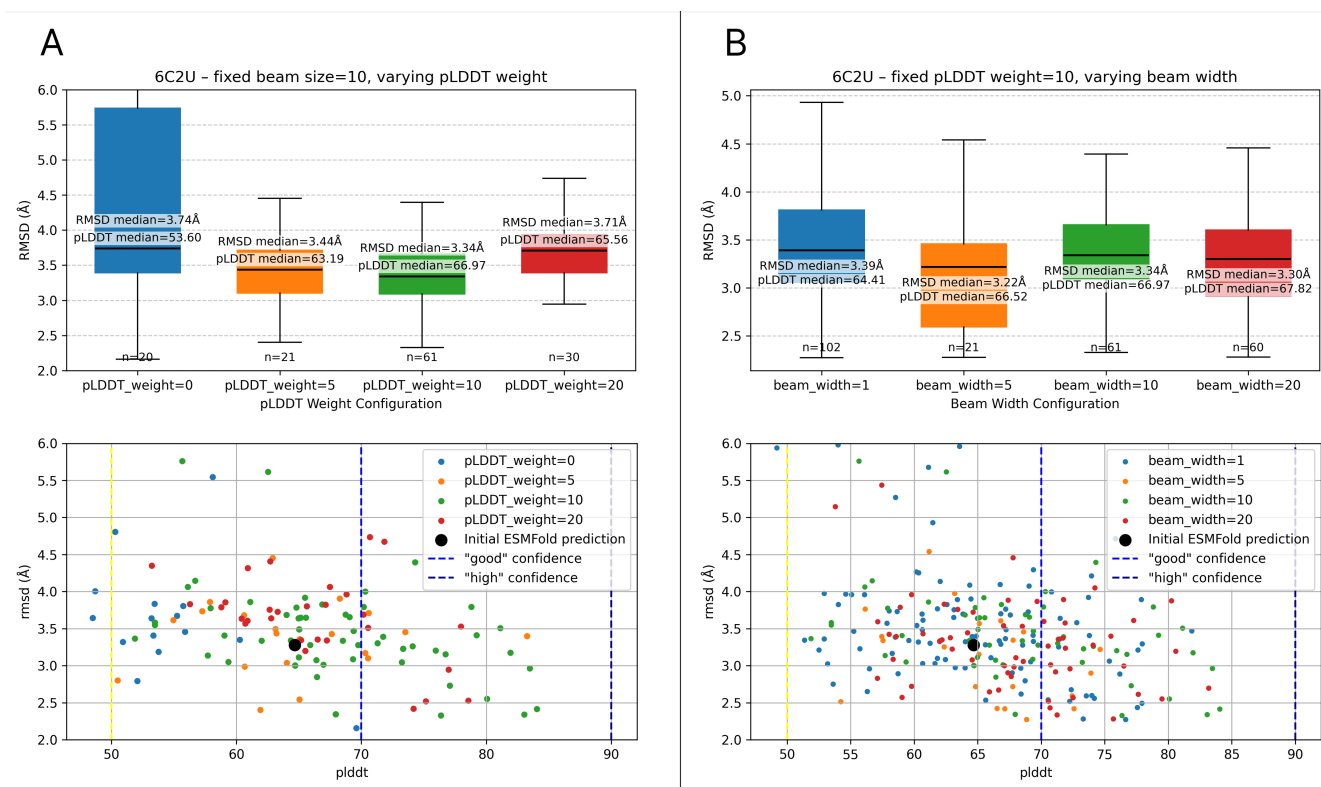 A
6C2U – fixed beam size=10, varying pLDDT weight
RMSD (Å)
6.0
5.5
5.0
4.5
4.0
3.5
3.0
2.5
2.0
RMSD median=3.74Å
pLDDT median=53.60
RMSD median=3.44Å
pLDDT median=63.19
RMSD median=3.34Å
pLDDT median=66.97
RMSD median=3.71Å
pLDDT median=65.56
n=20
n=21
n=61
n=30
pLDDT_weight=0
pLDDT_weight=5
pLDDT_weight=10
pLDDT_weight=20
pLDDT Weight Configuration
rmsd (Å)
6.0
5.5
5.0
4.5
4.0
3.5
3.0
2.5
2.0
pLDDT_weight=0
pLDDT_weight=5
pLDDT_weight=10
pLDDT_weight=20
Initial ESMFold prediction
"good" confidence
"high" confidence
50
60
70
80
90
plddt
B
6C2U – fixed pLDDT weight=10, varying beam width
RMSD (Å)
5.0
4.5
4.0
3.5
3.0
2.5
RMSD median=3.39Å
pLDDT median=64.41
RMSD median=3.22Å
pLDDT median=66.52
RMSD median=3.34Å
pLDDT median=66.97
RMSD median=3.30Å
pLDDT median=67.82
n=102
n=21
n=61
n=60
beam_width=1
beam_width=5
beam_width=10
beam_width=20
Beam Width Configuration
rmsd (Å)
6.0
5.5
5.0
4.5
4.0
3.5
3.0
2.5
2.0
beam_width=1
beam_width=5
beam_width=10
beam_width=20
Initial ESMFold prediction
"good" confidence
"high" confidence
50
55
60
65
70
75
80
85
90
plddt